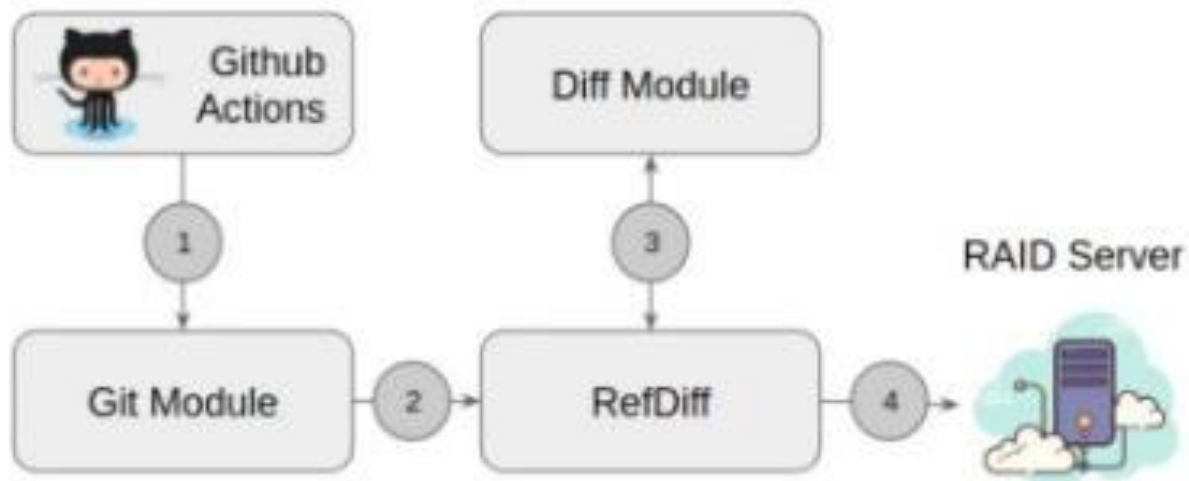 Github
Actions
Diff Module
1
3
RAID Server
Git Module
2
RefDiff
4